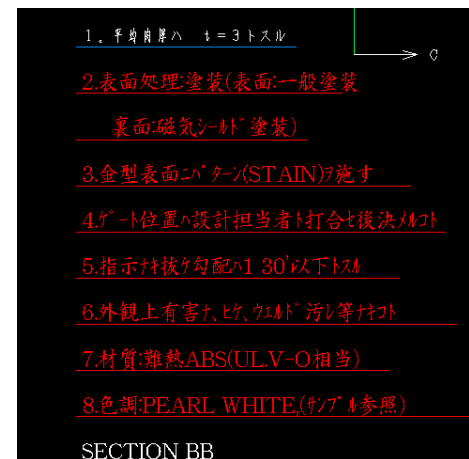 1. 平均肉厚ハ t=3トスル
C
2.表面処理:塗装(表面:一般塗装
裏面:磁気シールド塗装)
3.金型表面ニパターン(STAIN)ヲ施す
4.ゲート位置ハ設計担当者ト打合セ後決メルコト
5.指示ナキ抜ケ勾配ハ1 30'以下トスル
6.外観上有害ナ、ヒケ、ウエルド汚レ等ナキコト
7.材質:難熱ABS(UL.V-O相当)
8.色調:PEARL WHITE,(サンプル参照)
SECTION BB